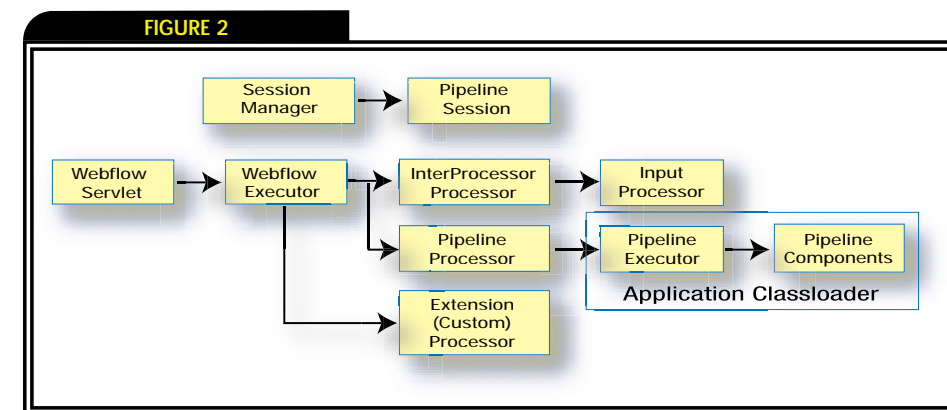 FIGURE 2
Session
Manager
Pipeline
Session
Webflow
Servlet
Webflow
Executor
InterProcessor
Processor
Input
Processor
Pipeline
Processor
Pipeline
Executor
Pipeline
Components
Application Classloader
Extension
(Custom)
Processor